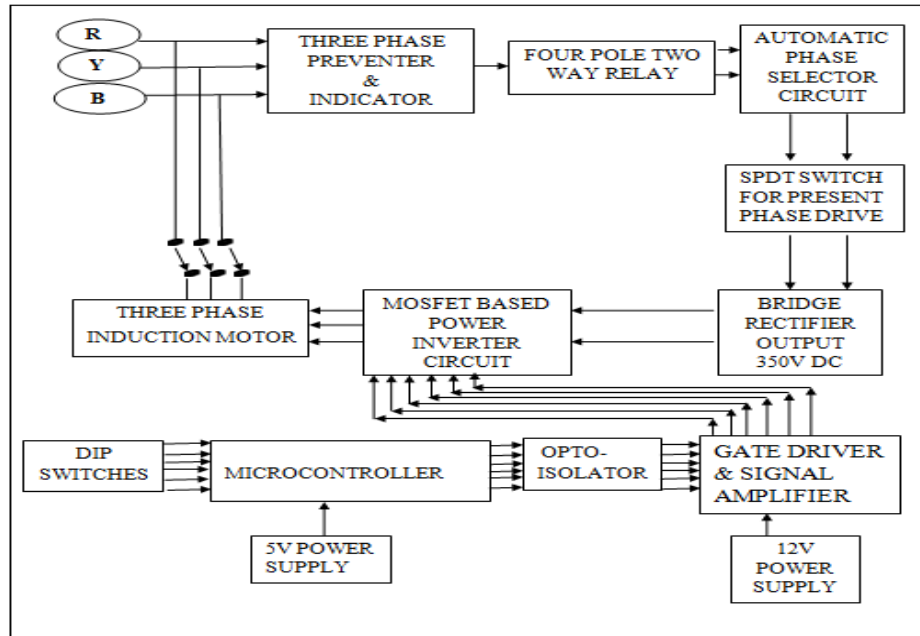 R
Y
B
THREE PHASE
PREVENTER
&
INDICATOR
FOUR POLE TWO
WAY RELAY
AUTOMATIC
PHASE
SELECTOR
CIRCUIT
SPDT SWITCH
FOR PRESENT
PHASE DRIVE
THREE PHASE
INDUCTION MOTOR
MOSFET BASED
POWER
INVERTER
CIRCUIT
BRIDGE
RECTIFIER
OUTPUT
350V DC
DIP
SWITCHES
MICROCONTROLLER
OPTO-
ISOLATOR
GATE DRIVER
& SIGNAL
AMPLIFIER
5V POWER
SUPPLY
12V
POWER
SUPPLY